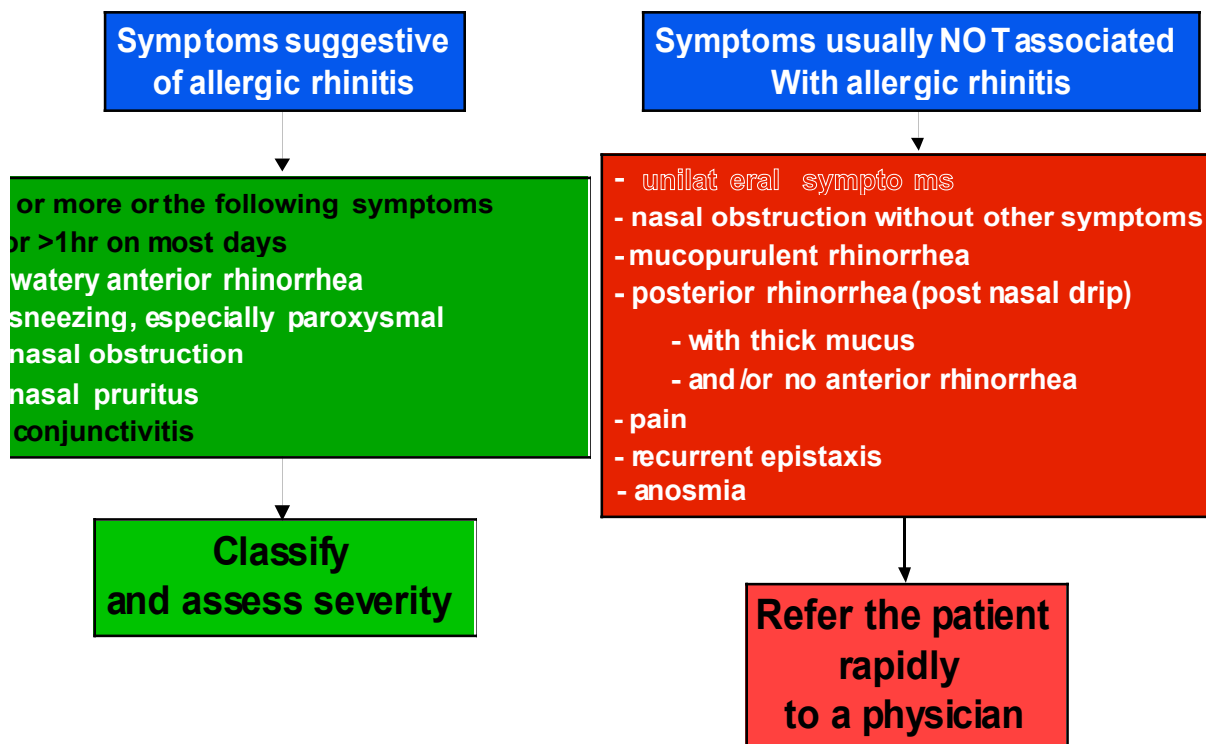 Symptoms suggestive
of allergic rhinitis
or more or the following symptoms
>1hr on most days
watery anterior rhinorrhea
sneezing, especially paroxysmal
nasal obstruction
nasal pruritus
conjunctivitis
Classify
and assess severity
Symptoms usually NOT associated
With allergic rhinitis
- unilat eral sympto ms
- nasal obstruction without other symptoms
- mucopurulent rhinorrhea
- posterior rhinorrhea (post nasal drip)
- with thick mucus
- and/or no anterior rhinorrhea
- pain
- recurrent epistaxis
- anosmia
Refer the patient
rapidly
to a physician